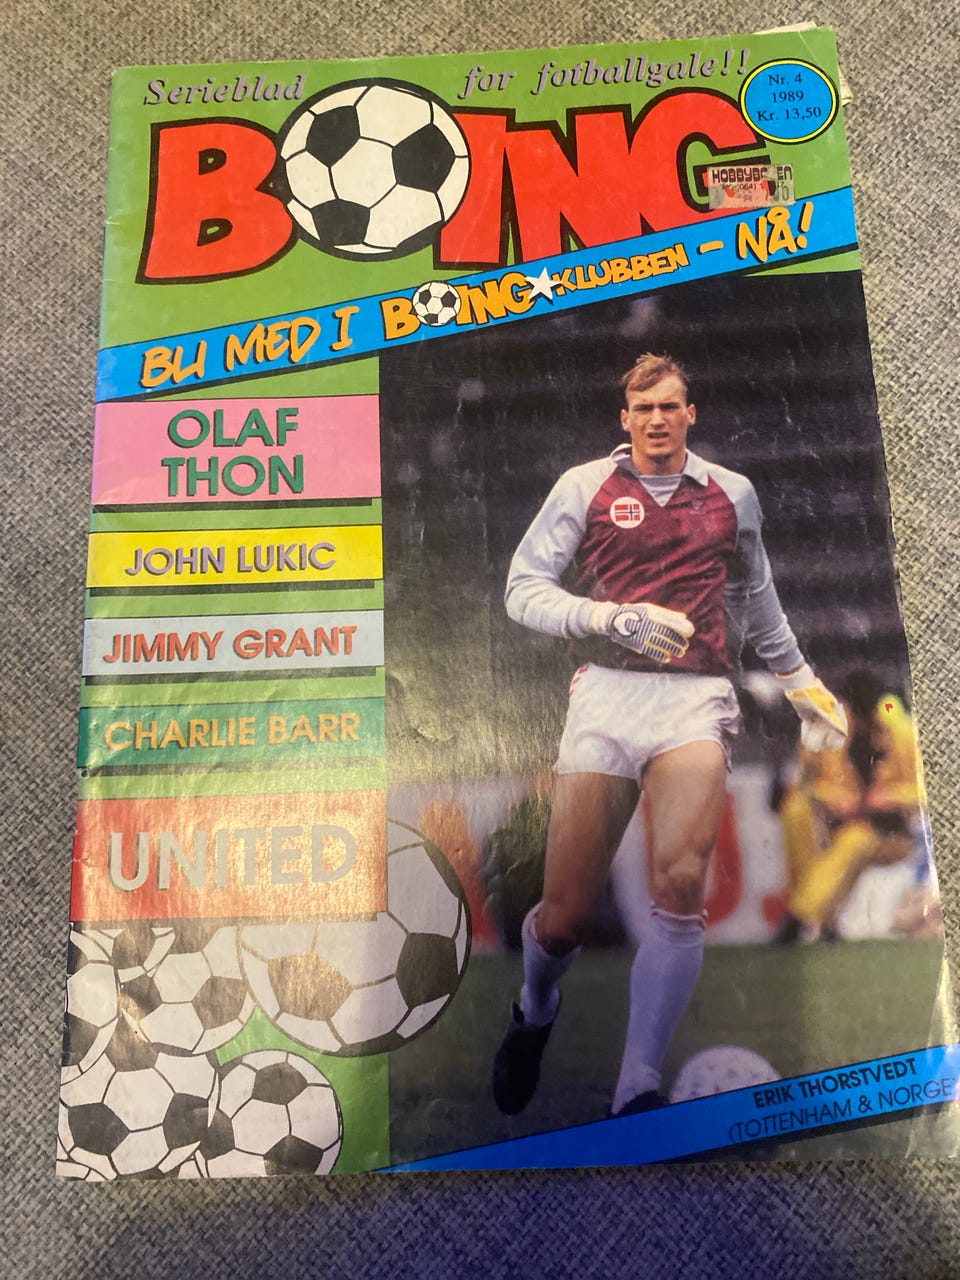 Serieblad for fotballgale!!
Nr. 4
1989
Kr. 13,50
BOING
BLI MED I BOING KLUBBEN - NÅ!
OLAF
THON
JOHN LUKIC
JIMMY GRANT
CHARLIE BARR
UNITED
ERIK THORSTVEDT
(TOTTENHAM & NORGE